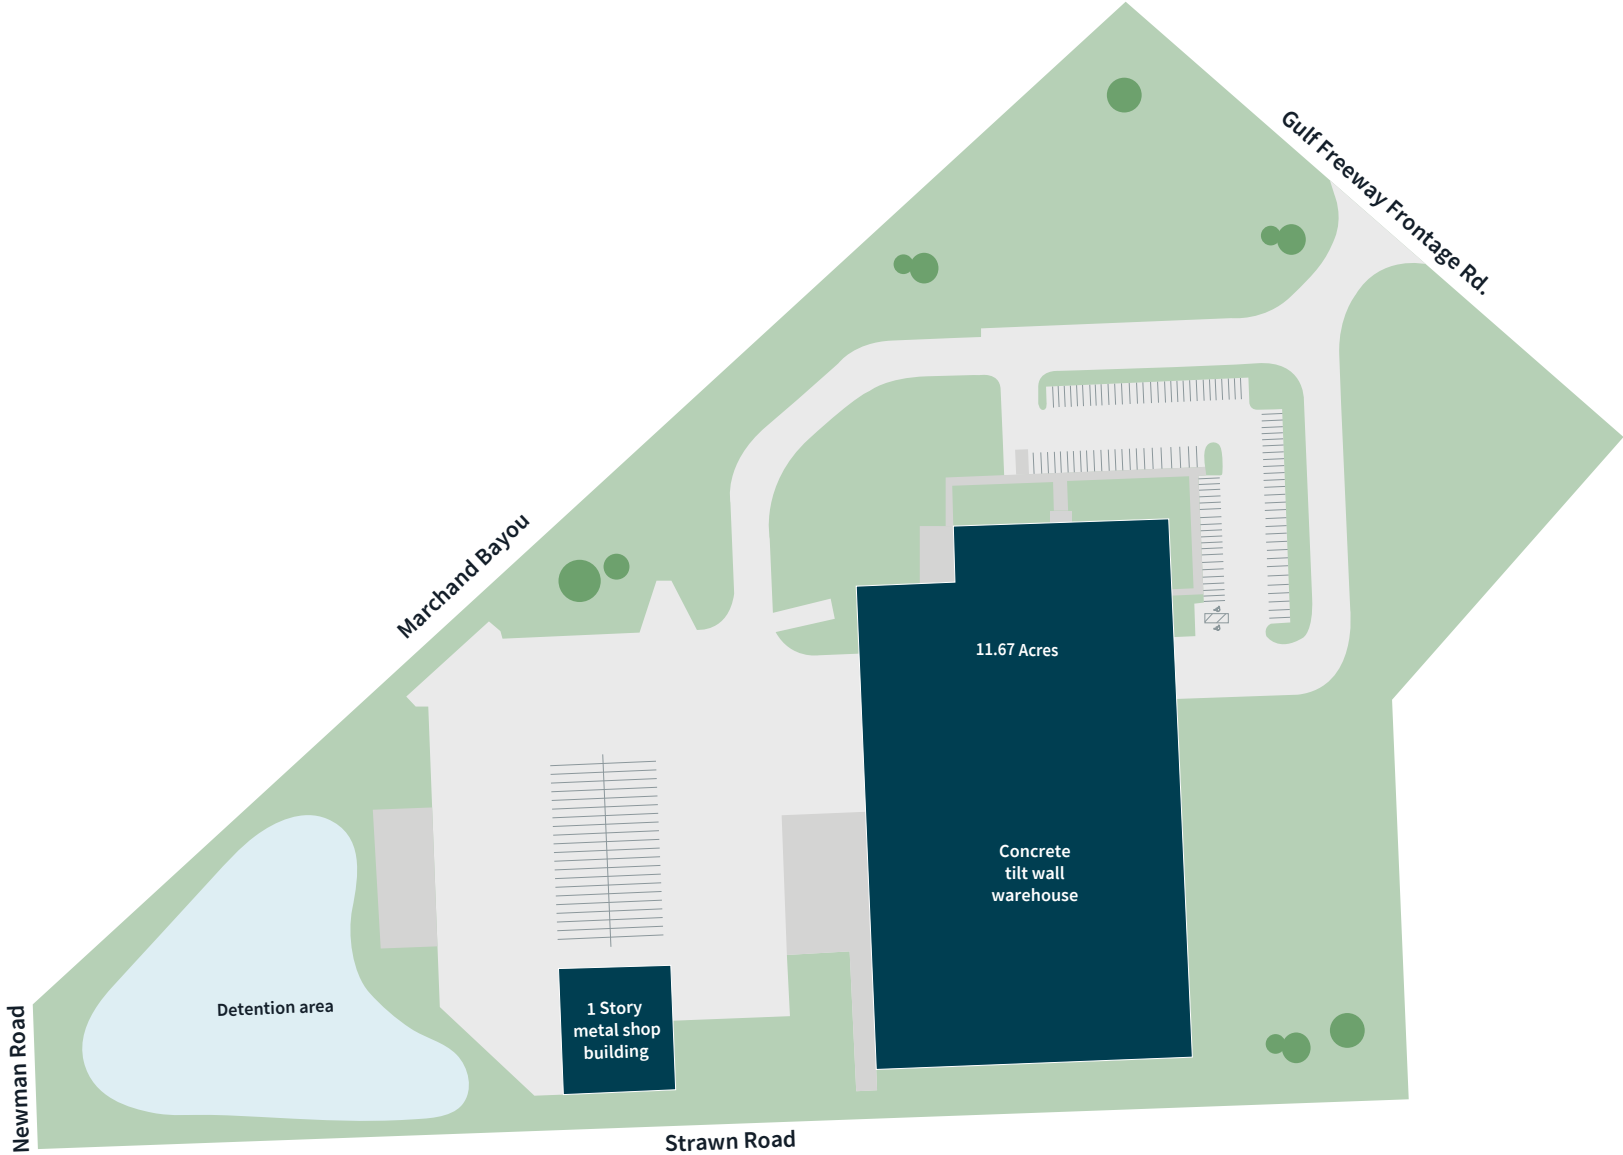 Gulf Freeway Frontage Rd.
Marchand Bayou
11.67 Acres
Concrete
tilt wall
warehouse
Detention area
1 Story
metal shop
building
Newman Road
Strawn Road